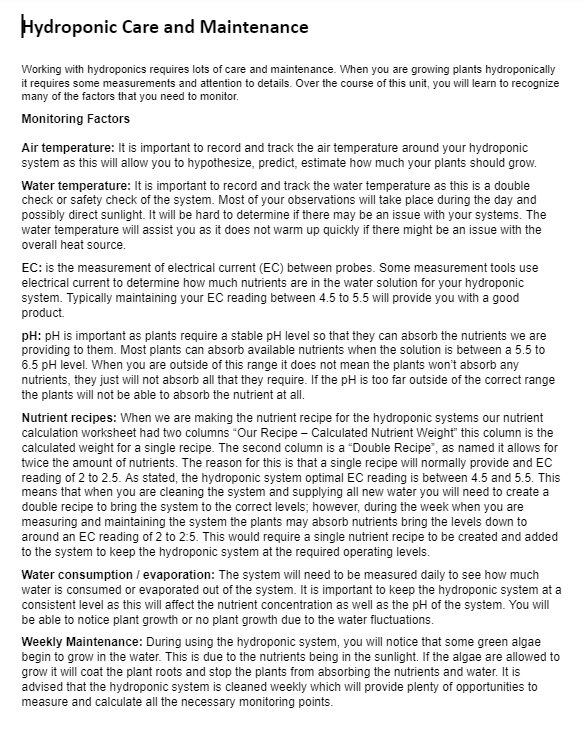 Hydroponic Care and Maintenance
Working with hydroponics requires lots of care and maintenance. When you are growing plants hydroponically
it requires some measurements and attention to details. Over the course of this unit, you will learn to recognize
many of the factors that you need to monitor.
Monitoring Factors
Air temperature: It is important to record and track the air temperature around your hydroponic
system as this will allow you to hypothesize, predict, estimate how much your plants should grow.
Water temperature: It is important to record and track the water temperature as this is a double
check or safety check of the system. Most of your observations will take place during the day and
possibly direct sunlight. It will be hard to determine if there may be an issue with your systems. The
water temperature will assist you as it does not warm up quickly if there might be an issue with the
overall heat source.
EC: is the measurement of electrical current (EC) between probes. Some measurement tools use
electrical current to determine how much nutrients are in the water solution for your hydroponic
system. Typically maintaining your EC reading between 4.5 to 5.5 will provide you with a good
product.
pH: pH is important as plants require a stable pH level so that they can absorb the nutrients we are
providing to them. Most plants can absorb available nutrients when the solution is between a 5.5 to
6.5 pH level. When you are outside of this range it does not mean the plants won't absorb any
nutrients, they just will not absorb all that they require. If the pH is too far outside of the correct range
the plants will not be able to absorb the nutrient at all.
Nutrient recipes: When we are making the nutrient recipe for the hydroponic systems our nutrient
calculation worksheet had two columns “Our Recipe – Calculated Nutrient Weight” this column is the
calculated weight for a single recipe. The second column is a “Double Recipe”, as named it allows for
twice the amount of nutrients. The reason for this is that a single recipe will normally provide and EC
reading of 2 to 2.5. As stated, the hydroponic system optimal EC reading is between 4.5 and 5.5. This
means that when you are cleaning the system and supplying all new water you will need to create a
double recipe to bring the system to the correct levels; however, during the week when you are
measuring and maintaining the system the plants may absorb nutrients bring the levels down to
around an EC reading of 2 to 2:5. This would require a single nutrient recipe to be created and added
to the system to keep the hydroponic system at the required operating levels.
Water consumption / evaporation: The system will need to be measured daily to see how much
water is consumed or evaporated out of the system. It is important to keep the hydroponic system at a
consistent level as this will affect the nutrient concentration as well as the pH of the system. You will
be able to notice plant growth or no plant growth due to the water fluctuations.
Weekly Maintenance: During using the hydroponic system, you will notice that some green algae
begin to grow in the water. This is due to the nutrients being in the sunlight. If the algae are allowed to
grow it will coat the plant roots and stop the plants from absorbing the nutrients and water. It is
advised that the hydroponic system is cleaned weekly which will provide plenty of opportunities to
measure and calculate all the necessary monitoring points.